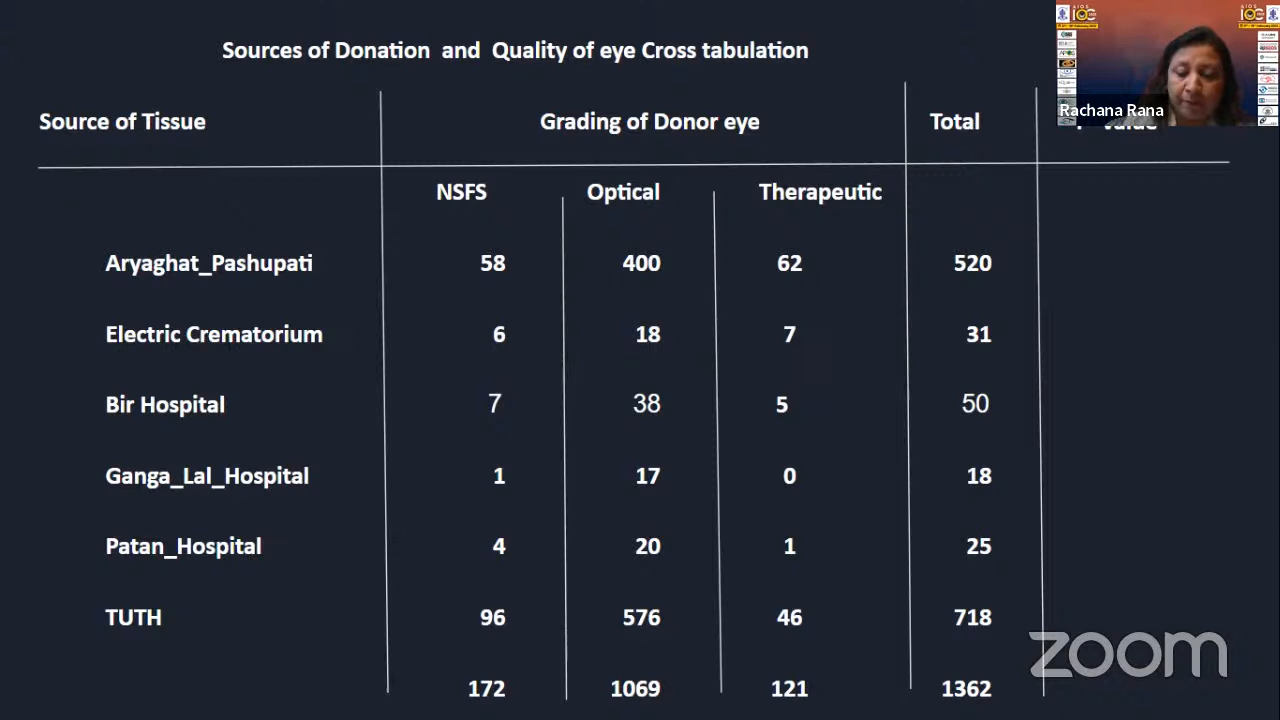 Sources of Donation and Quality of eye Cross tabulation
Source of Tissue Grading of Donor eye Total
NSFS Optical Therapeutic
Aryaghat_Pashupati 58 400 62 520
Electric Crematorium 6 18 7 31
Bir Hospital 7 38 5 50
Ganga_Lal_Hospital 1 17 0 18
Patan_Hospital 4 20 1 25
TUTH 96 576 46 718
172 1069 121 1362
AIOS
AIOS
Rachana Rana
zoom